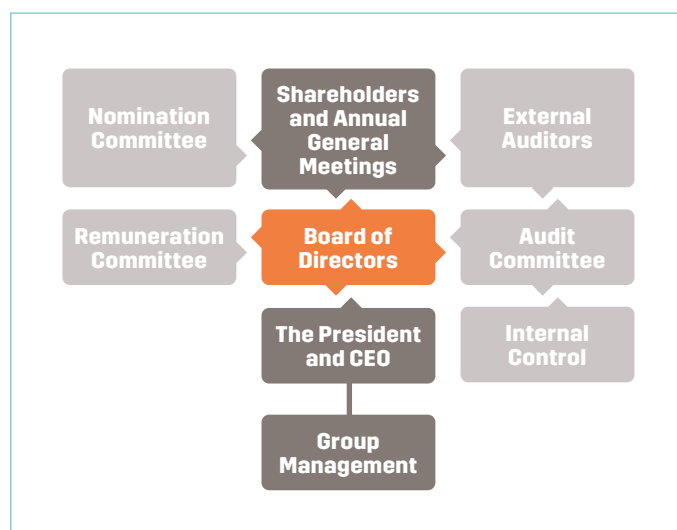 Nomination
Committee
Shareholders
and Annual
General
Meetings
External
Auditors
Remuneration
Committee
Board of
Directors
Audit
Committee
The President
and CEO
Internal
Control
Group
Management